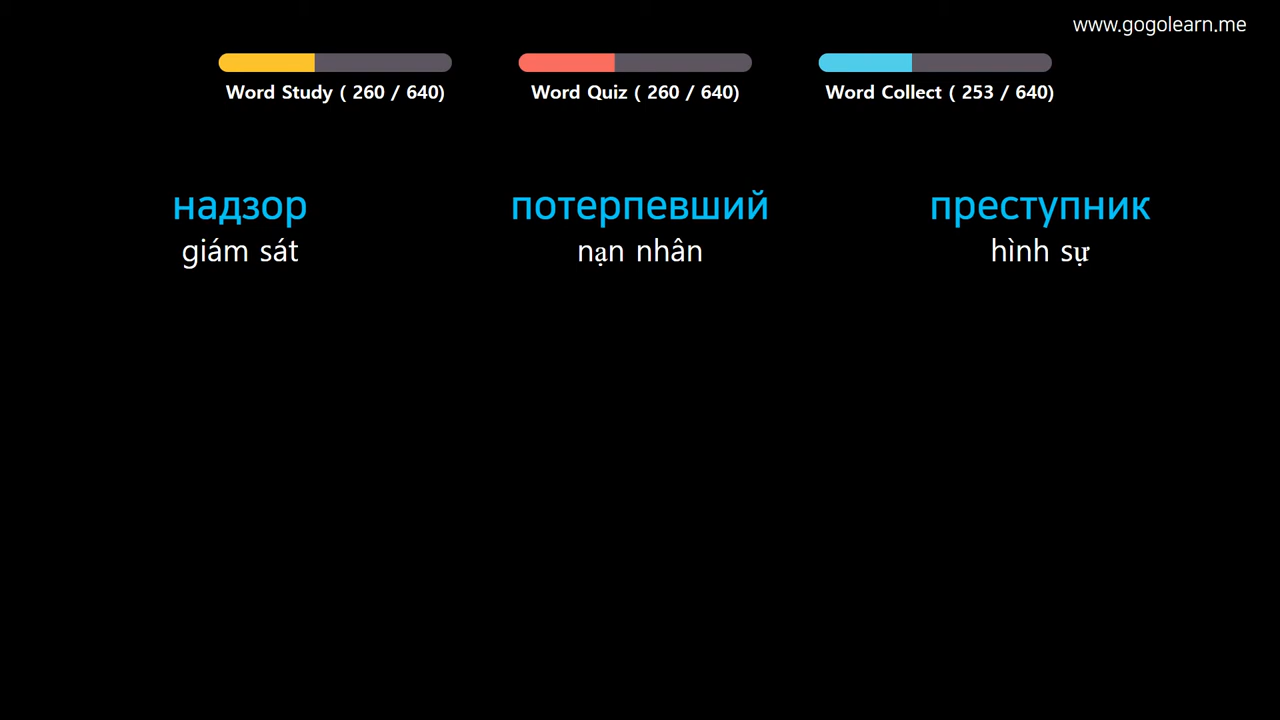 www.gogolearn.me
Word Study ( 260 / 640)
Word Quiz ( 260 / 640)
Word Collect ( 253 / 640)
надзор
giám sát
потерпевший
nạn nhân
преступник
hình sự